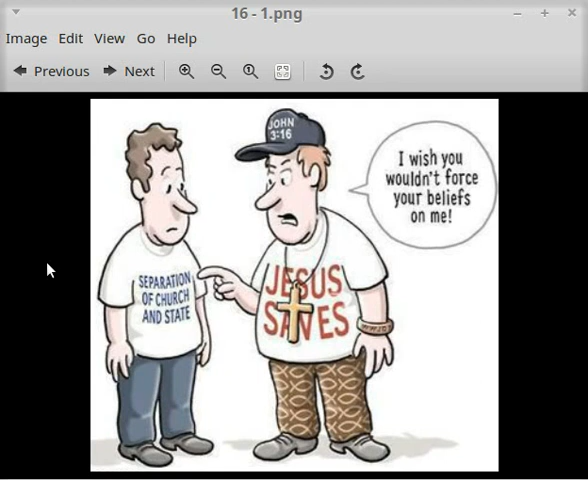 16 - 1.png
Image Edit View Go Help
Previous Next
JOHN
3:16
I wish you
wouldn't force
your beliefs
on me!
SEPARATION
OF CHURCH
AND STATE
JESUS
SAVES
WWJD